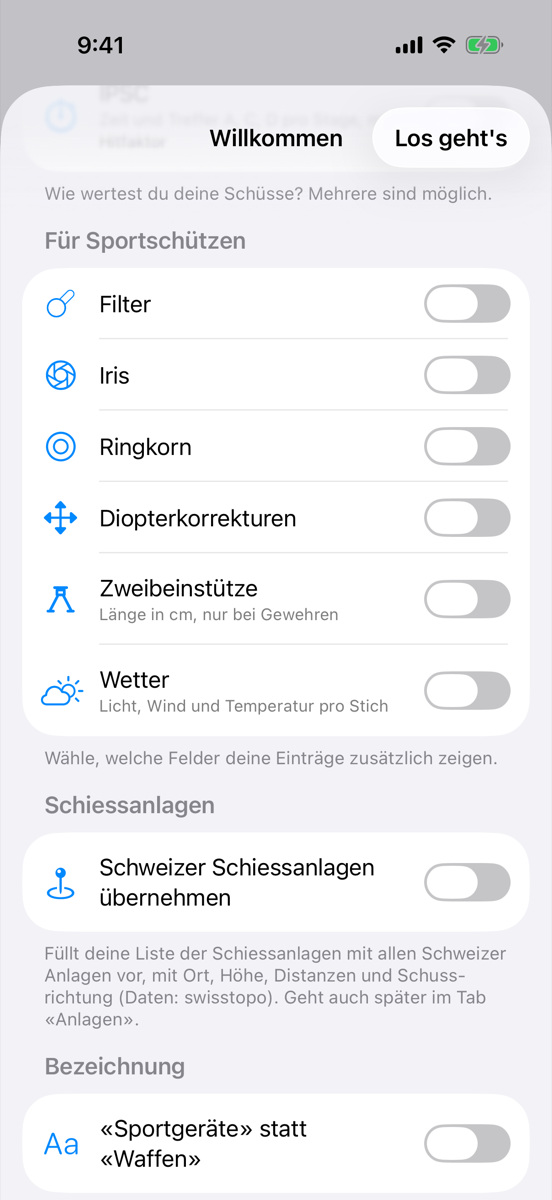 9:41
IPSC
Willkommen
Los geht's
Hitfaktor
Wie wertest du deine Schüsse? Mehrere sind möglich.
Für Sportschützen
Filter
Iris
Ringkorn
Diopterkorrekturen
Zweibeinstütze
Länge in cm, nur bei Gewehren
Wetter
Licht, Wind und Temperatur pro Stich
Wähle, welche Felder deine Einträge zusätzlich zeigen.
Schiessanlagen
Schweizer Schiessanlagen
übernehmen
Füllt deine Liste der Schiessanlagen mit allen Schweizer
Anlagen vor, mit Ort, Höhe, Distanzen und Schuss-
richtung (Daten: swisstopo). Geht auch später im Tab
«Anlagen».
Bezeichnung
Aa
«Sportgeräte» statt
«Waffen»